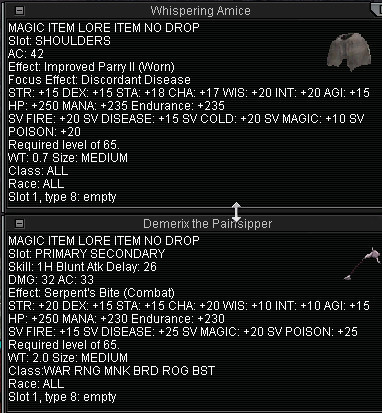 Whispering Amice
MAGIC ITEM LORE ITEM NO DROP
Slot: SHOULDERS
AC: 42
Effect: Improved Parry II (Worn)
Focus Effect: Discordant Disease
STR: +15 DEX: +15 STA: +18 CHA: +17 WIS: +20 INT: +20 AGI: +15
HP: +250 MANA: +235 Endurance: +235
SV FIRE: +20 SV DISEASE: +15 SV COLD: +20 SV MAGIC: +10 SV
POISON: +20
Required level of 65.
WT: 0.7 Size: MEDIUM
Class: ALL
Race: ALL
Slot 1, type 8: empty
Demerix the Painsipper
MAGIC ITEM LORE ITEM NO DROP
Slot: PRIMARY SECONDARY
Skill: 1H Blunt Atk Delay: 26
DMG: 32 AC: 33
Effect: Serpent's Bite (Combat)
STR: +20 DEX: +15 STA: +15 CHA: +20 WIS: +10 INT: +10 AGI: +15
HP: +250 MANA: +230 Endurance: +230
SV FIRE: +15 SV DISEASE: +25 SV MAGIC: +20 SV POISON: +25
Required level of 65.
WT: 2.0 Size: MEDIUM
Class:WAR RNG MNK BRD ROG BST
Race: ALL
Slot 1, type 8: empty